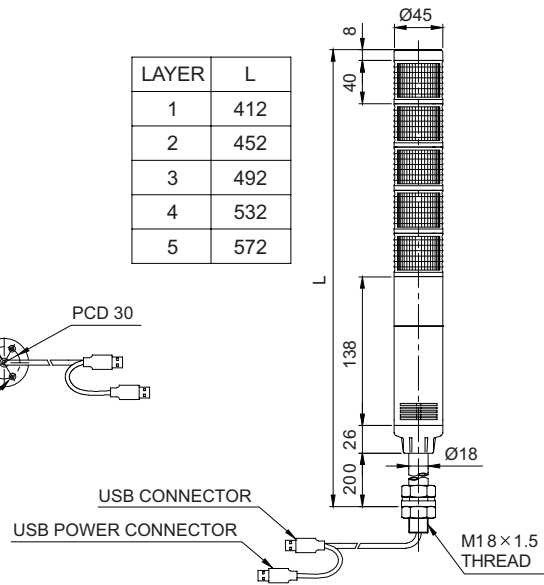 Ø45
8
40
LAYER L
1 412
2 452
3 492
4 532
5 572
L
PCD 30
138
26
Ø18
200
USB CONNECTOR
USB POWER CONNECTOR
M18×1.5
THREAD